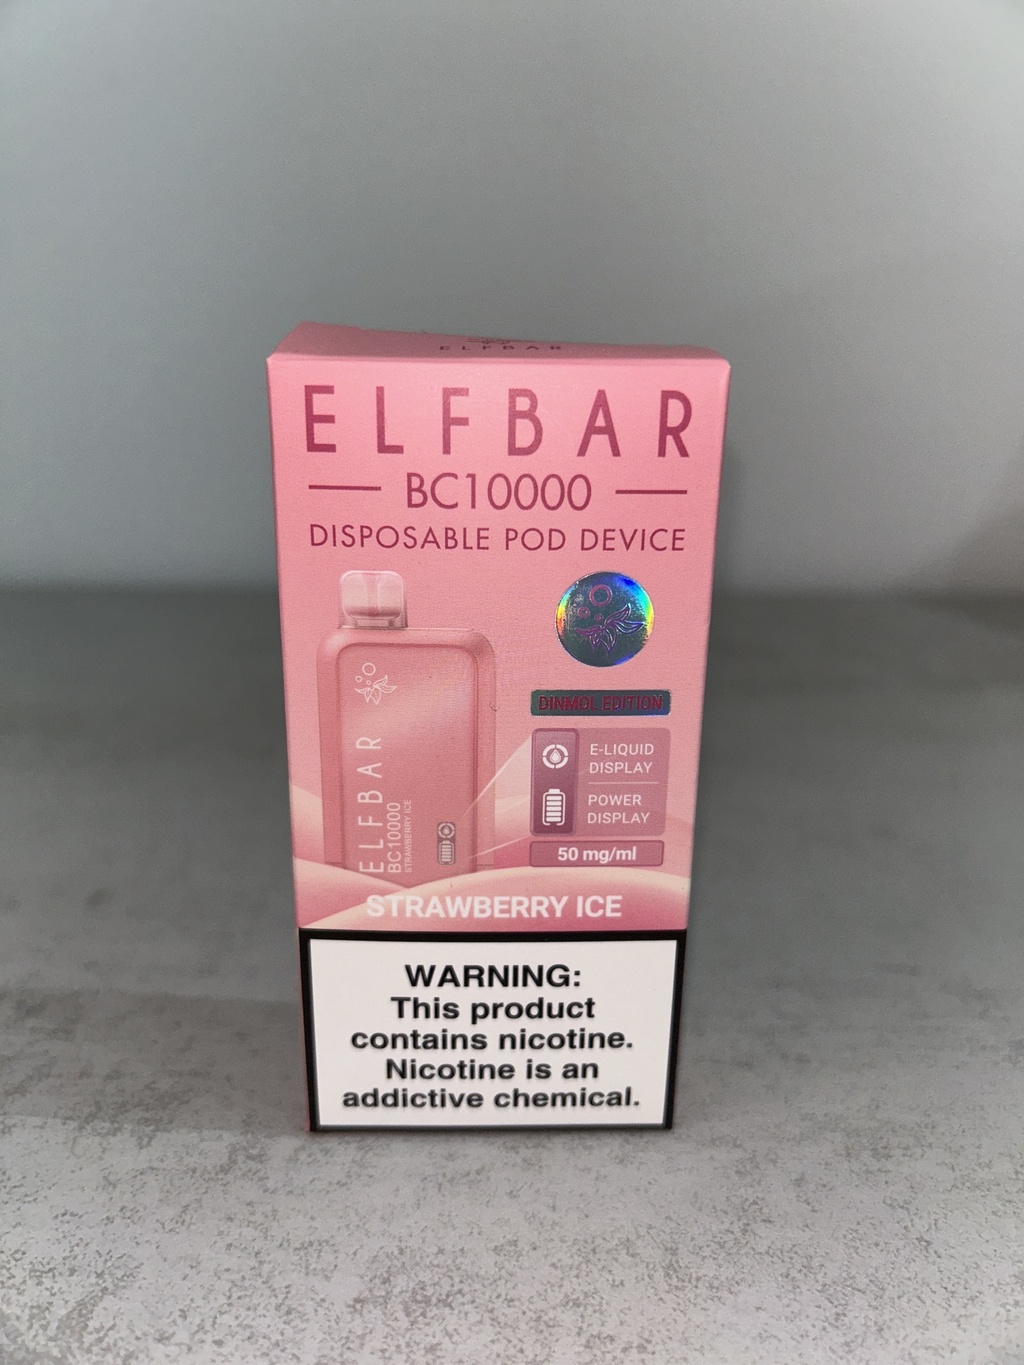 ELFBAR
ELFBAR
BC10000
DISPOSABLE POD DEVICE
ELFBAR
BC10000
STRAWBERRY ICE
DINMOL EDITION
E-LIQUID
DISPLAY
POWER
DISPLAY
50 mg/ml
STRAWBERRY ICE
WARNING:
This product
contains nicotine.
Nicotine is an
addictive chemical.